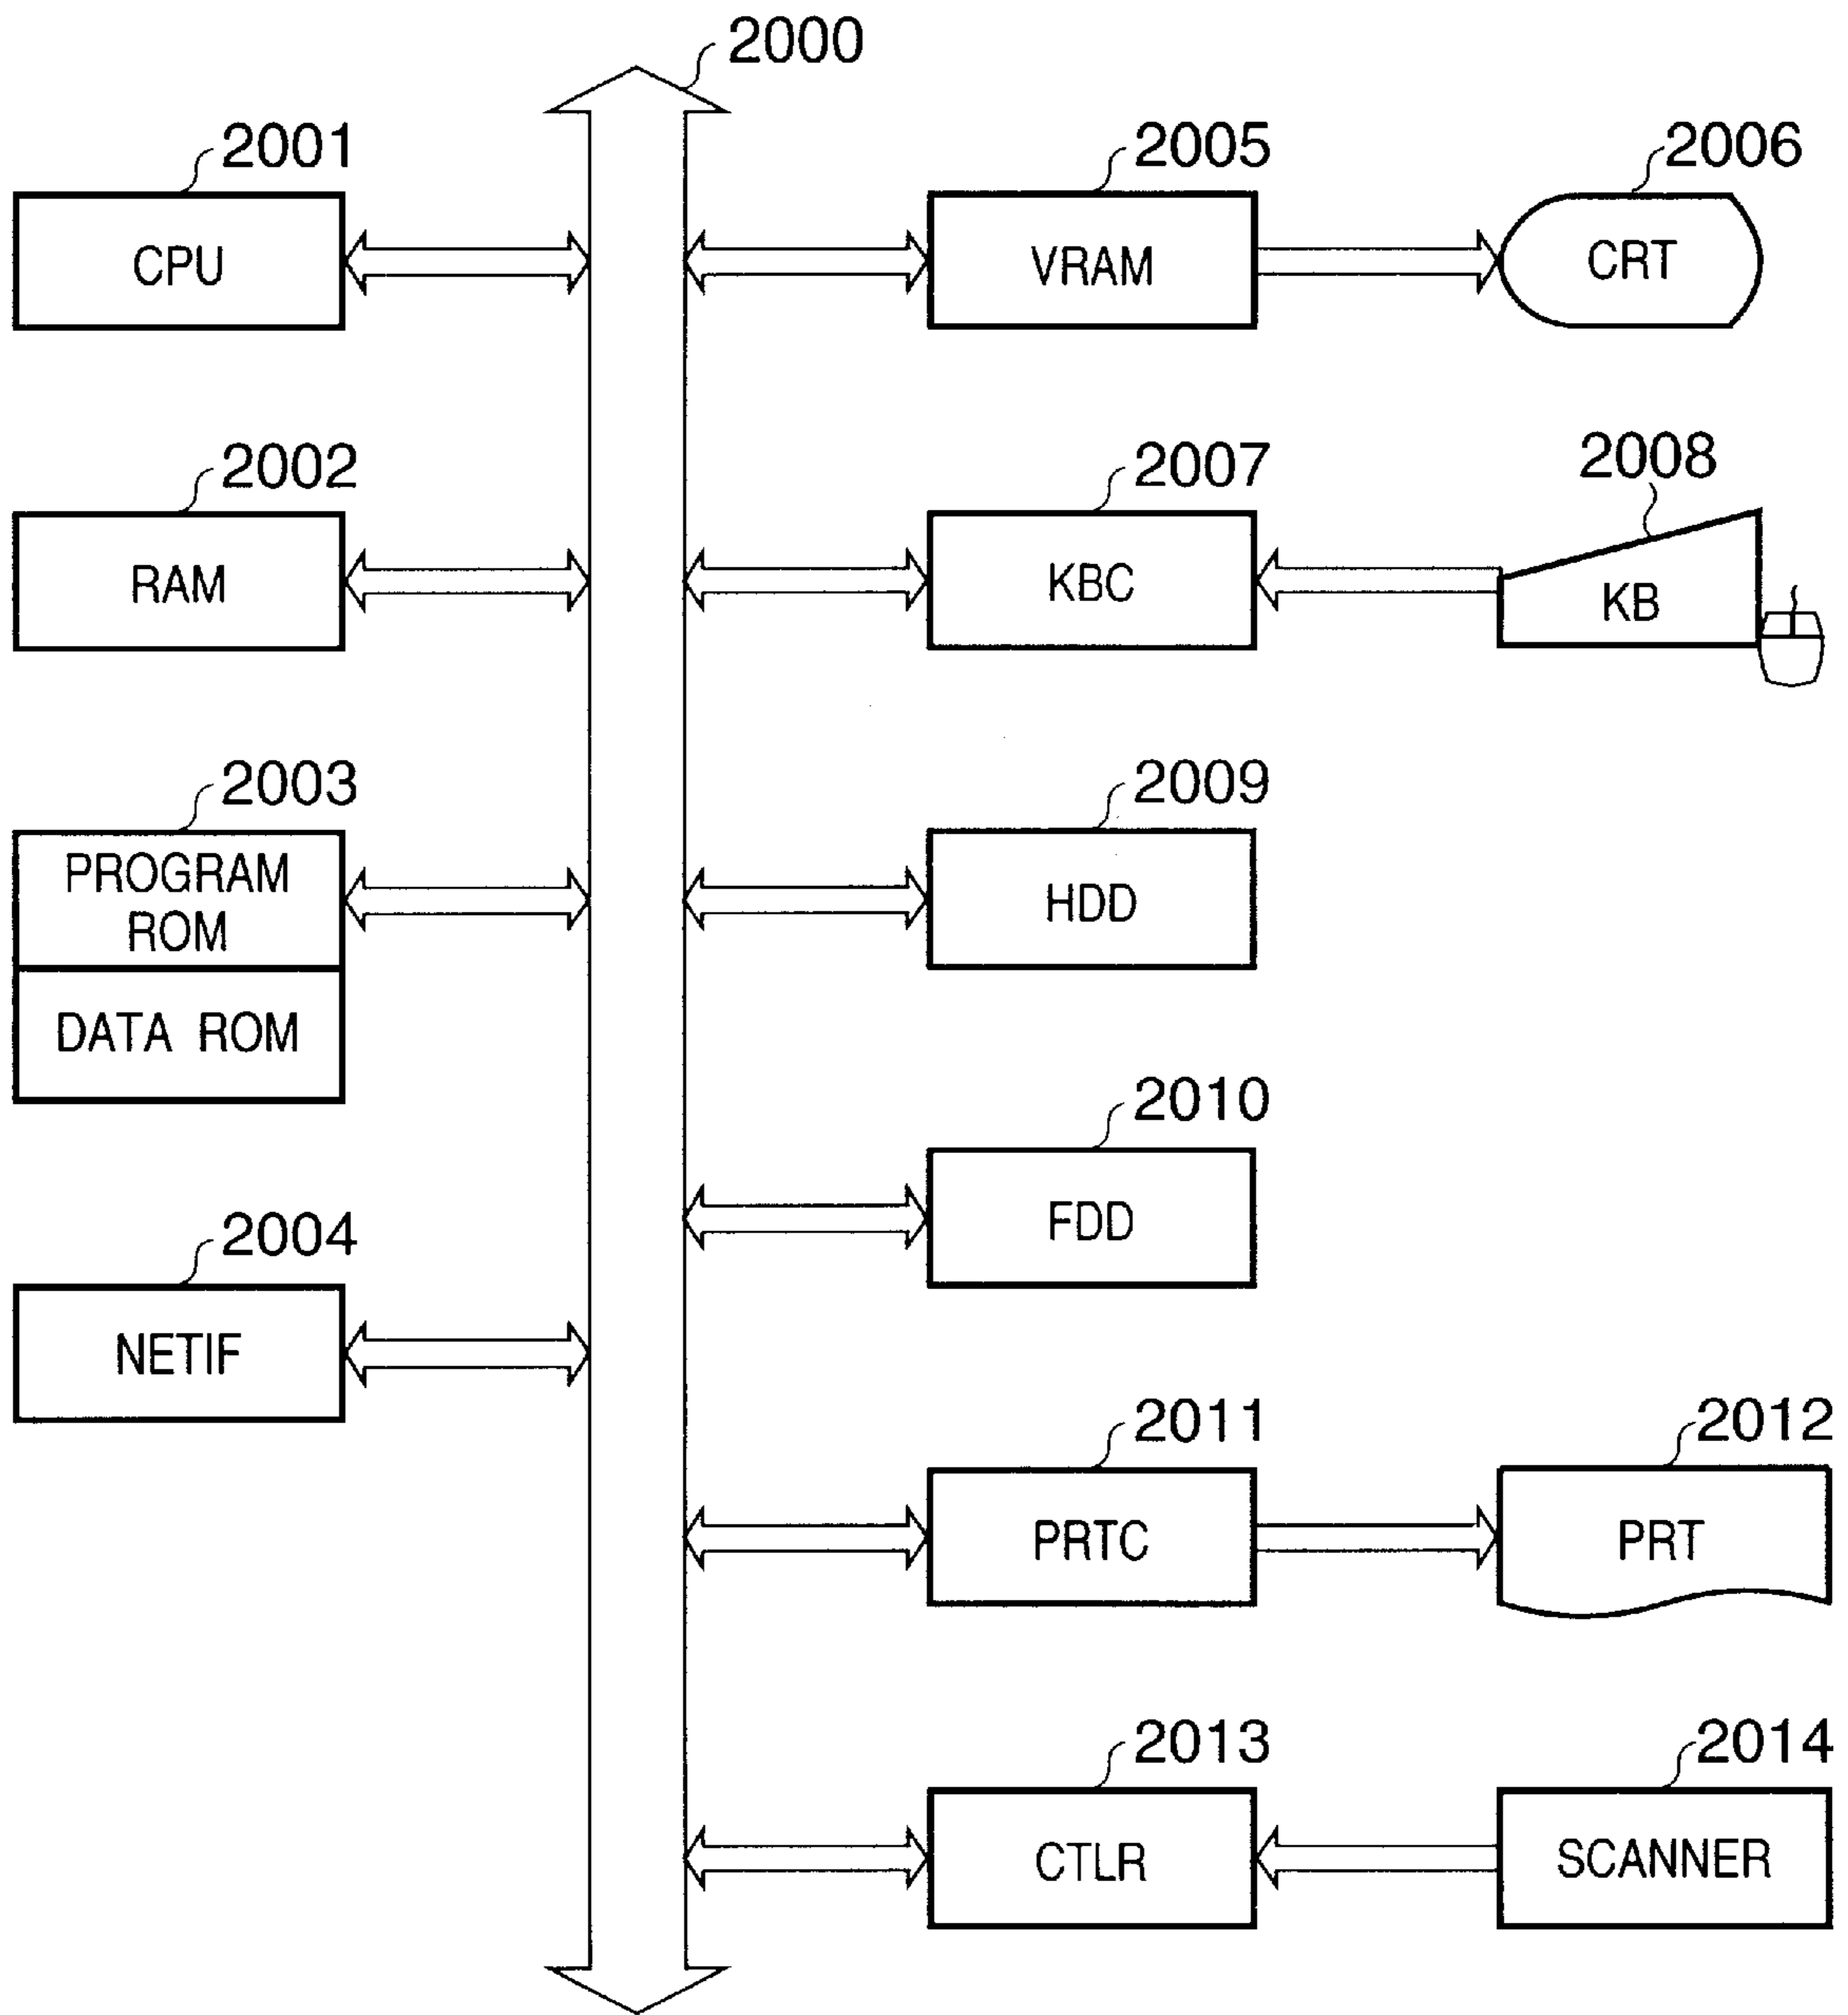 2000
2001
CPU
2005
VRAM
2006
CRT
2002
RAM
2007
KBC
2008
KB
2003
PROGRAM
ROM
DATA ROM
2009
HDD
2010
FDD
2004
NETIF
2011
PRTC
2012
PRT
2013
CTLR
2014
SCANNER